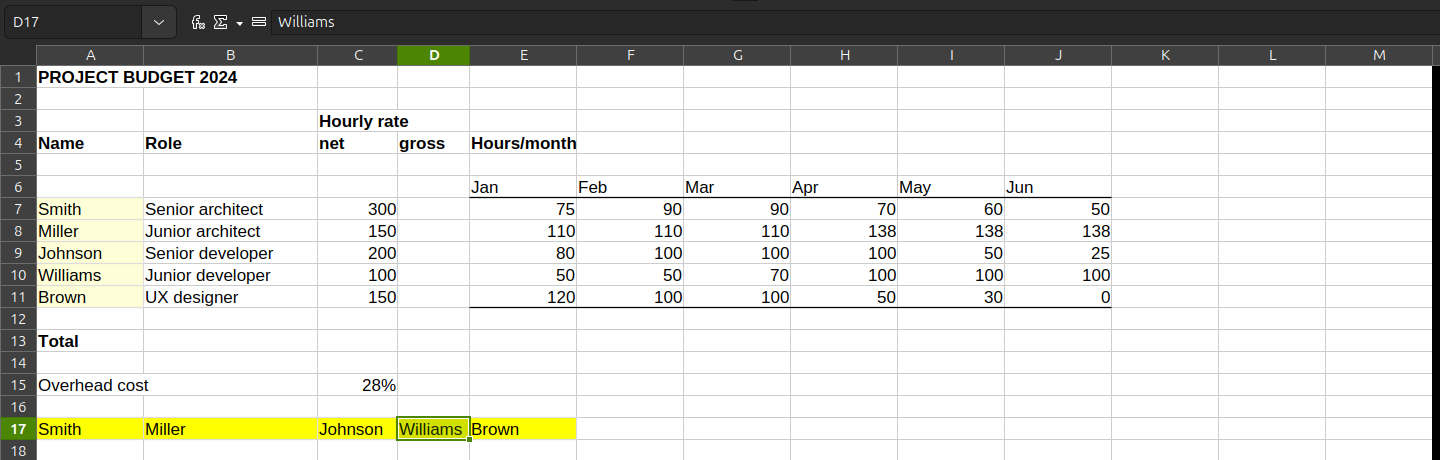 D17 Williams
A B C D E F G H I J K L M
1 PROJECT BUDGET 2024
2
3 Hourly rate
4 Name Role net gross Hours/month
5
6 Jan Feb Mar Apr May Jun
7 Smith Senior architect 300 75 90 90 70 60 50
8 Miller Junior architect 150 110 110 110 138 138 138
9 Johnson Senior developer 200 80 100 100 100 50 25
10 Williams Junior developer 100 50 50 70 100 100 100
11 Brown UX designer 150 120 100 100 50 30 0
12
13 Total
14
15 Overhead cost 28%
16
17 Smith Miller Johnson Williams Brown
18